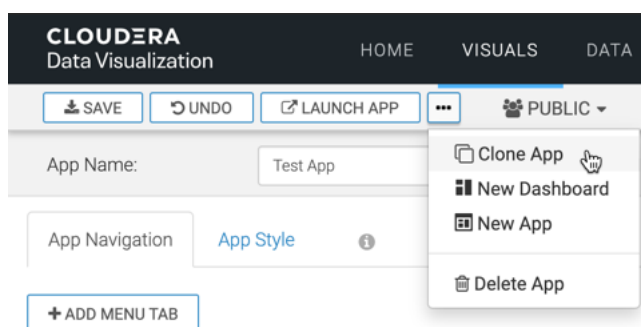 CLOUDERA
Data Visualization
HOME VISUALS DATA
SAVE UNDO LAUNCH APP ... PUBLIC
App Name: Test App
Clone App
New Dashboard
New App
Delete App
App Navigation App Style
+ ADD MENU TAB